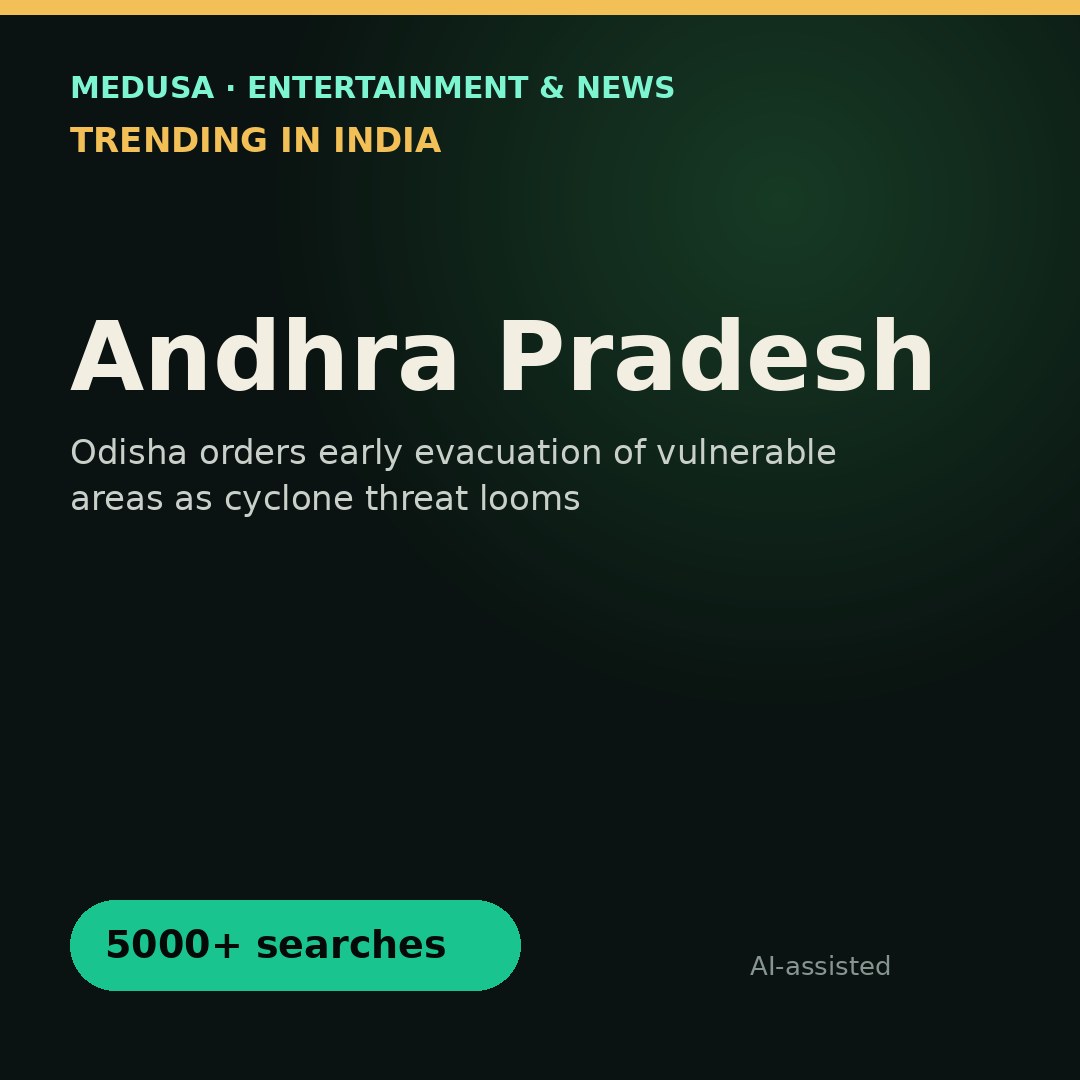 MEDUSA · ENTERTAINMENT & NEWS
TRENDING IN INDIA
Andhra Pradesh
Odisha orders early evacuation of vulnerable
areas as cyclone threat looms
5000+ searches
AI-assisted